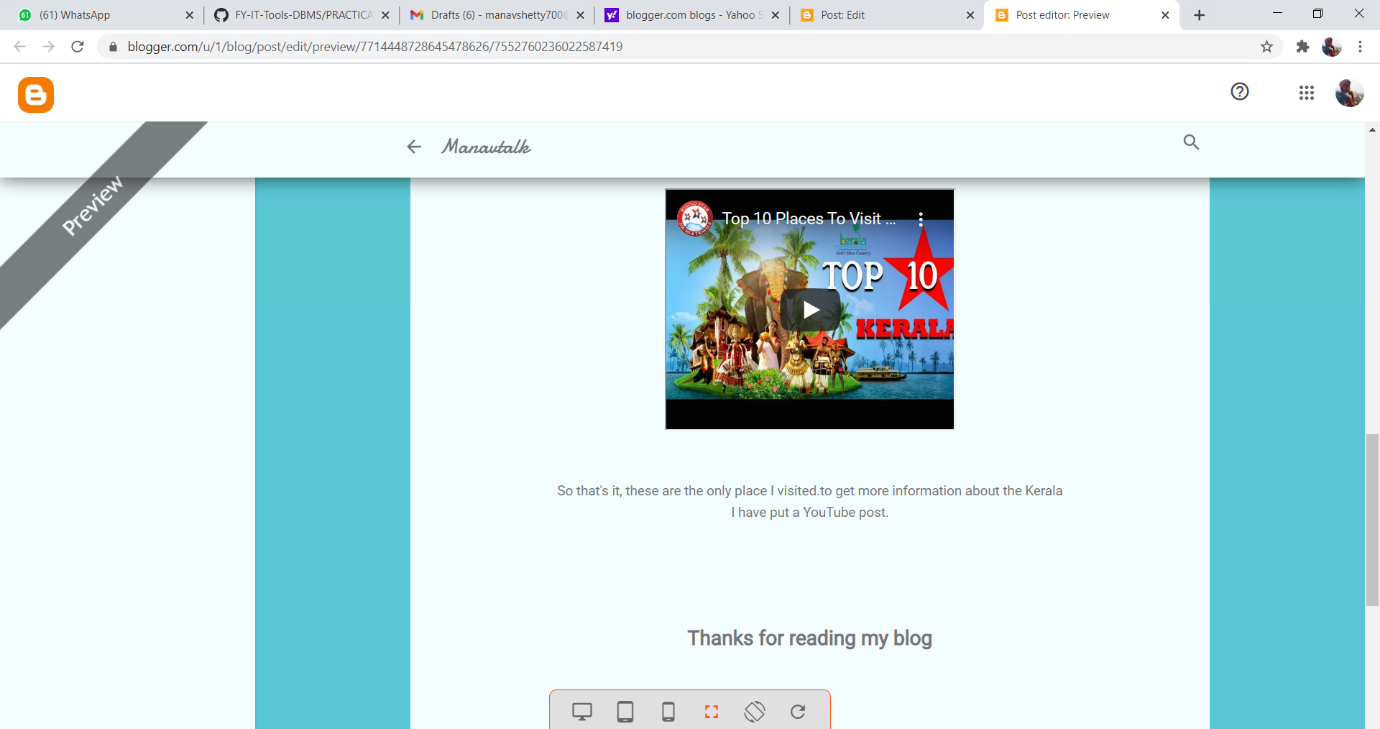 61
(61) WhatsApp
FY-IT-Tools-DBMS/PRACTICA
Drafts (6) - manavshetty700
blogger.com blogs - Yahoo S
Post: Edit
Post editor: Preview
blogger.com/u/1/blog/post/edit/preview/7714448728645478626/7552760236022587419
Manavtalk
Preview
Top 10 Places To Visit ...
kerala
TOP 10
KERALA
So that's it, these are the only place I visited.to get more information about the Kerala
I have put a YouTube post.
Thanks for reading my blog